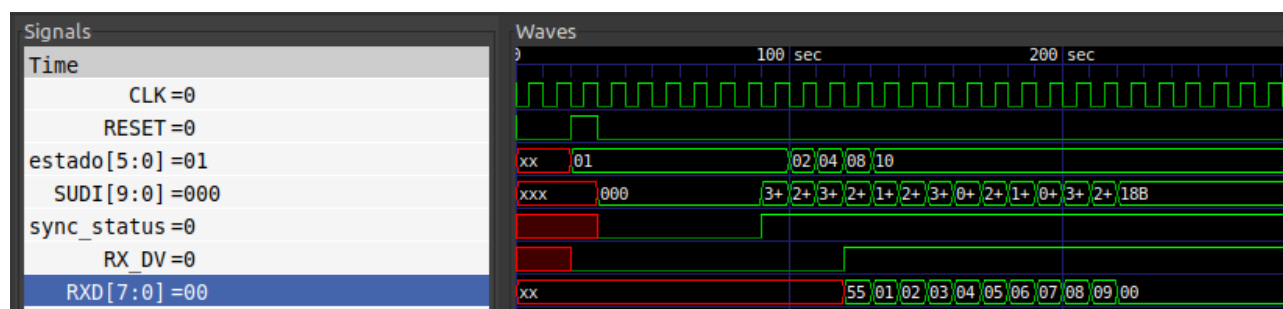 Signals Waves
Time 0 100 sec 200 sec
CLK =0
RESET =0
estado[5:0] =01 xx 01 02 04 08 10
SUDI[9:0] =000 xxx 000 3+ 2+ 3+ 2+ 1+ 2+ 3+ 0+ 2+ 1+ 0+ 3+ 2+ 18B
sync_status =0
RX_DV =0
RXD[7:0] =00 xx 55 01 02 03 04 05 06 07 08 09 00